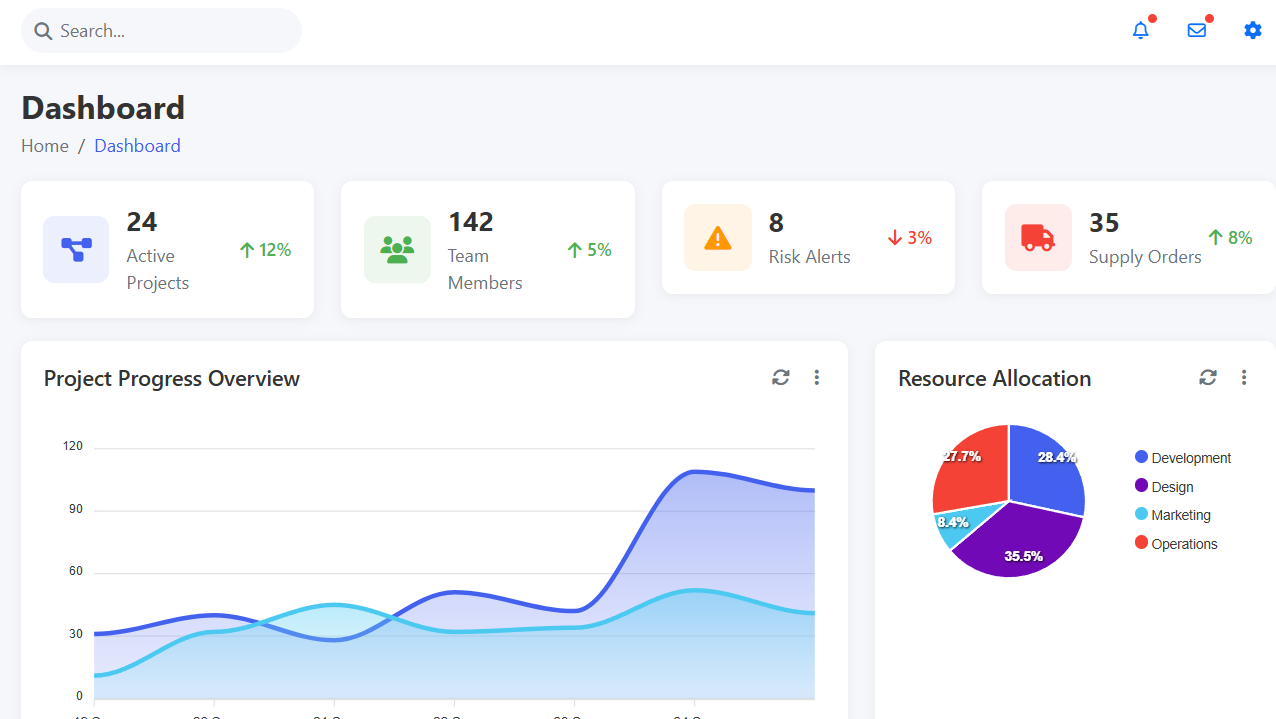 Search...
Dashboard
Home / Dashboard
24
Active
Projects
12%
142
Team
Members
5%
8
Risk Alerts
3%
35
Supply Orders
8%
Project Progress Overview
120
90
60
30
0
Resource Allocation
27.7%
28.4%
8.4%
35.5%
Development
Design
Marketing
Operations